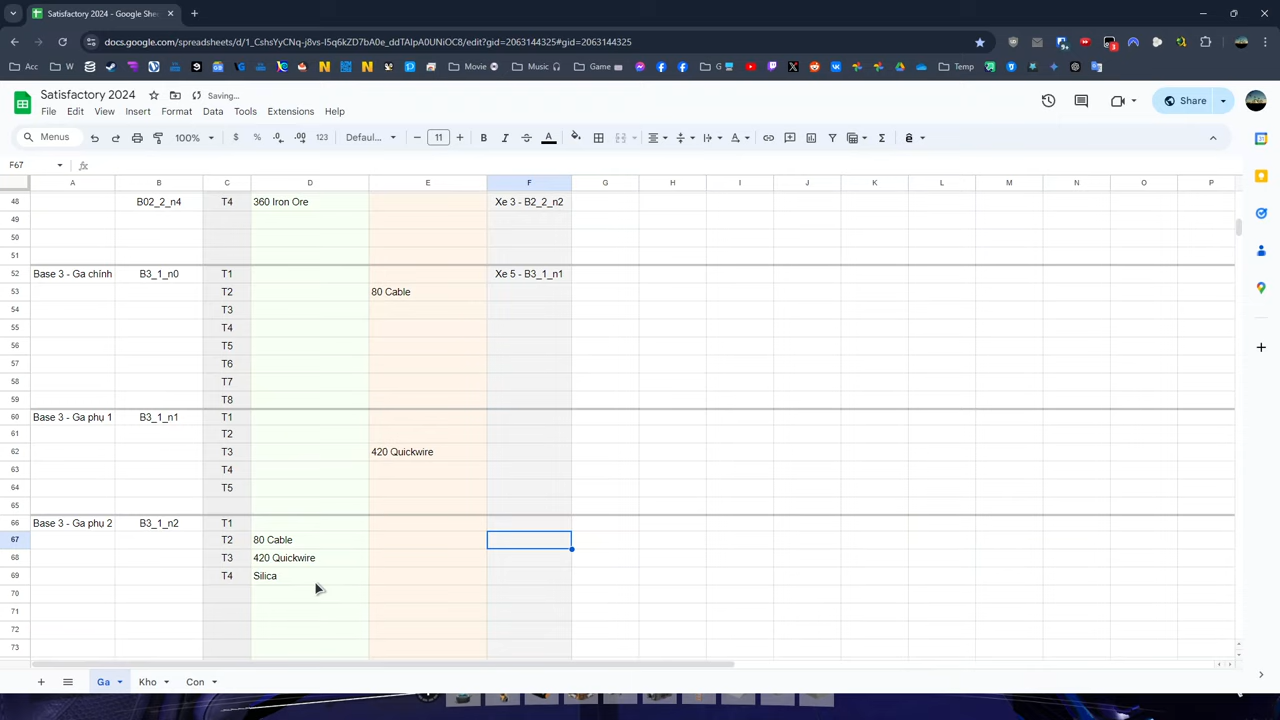 Satisfactory 2024 - Google She
docs.google.com/spreadsheets/d/1_CshsYyCNq-j8vs-I5q6kZD7bA0e_ddTAlpA0UNiOC8/edit?gid=2063144325#gid=2063144325
3
Acc
W
Movie
Music
Game
G
Temp
Satisfactory 2024
Saving...
File Edit View Insert Format Data Tools Extensions Help
Share
Menus
100%
$ % .0 .00 123
Defaul...
11
B I A
F67
fx
A B C D E F G H I J K L M N O P
48 B02_2_n4 T4 360 Iron Ore Xe 3 - B2_2_n2
49
50
51
52 Base 3 - Ga chính B3_1_n0 T1 Xe 5 - B3_1_n1
53 T2 80 Cable
54 T3
55 T4
56 T5
57 T6
58 T7
59 T8
60 Base 3 - Ga phụ 1 B3_1_n1 T1
61 T2
62 T3 420 Quickwire
63 T4
64 T5
65
66 Base 3 - Ga phụ 2 B3_1_n2 T1
67 T2 80 Cable
68 T3 420 Quickwire
69 T4 Silica
70
71
72
73
Ga
Kho
Con